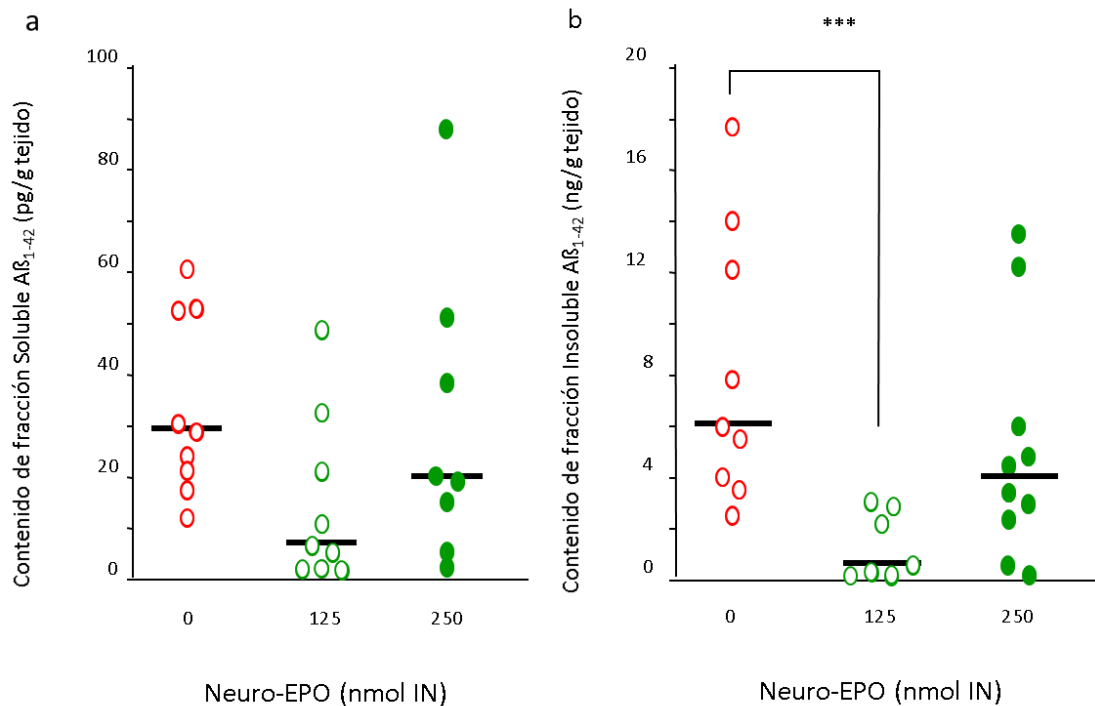 a
Contenido de fracción Soluble Aß1-42 (pg/g tejido)
100
80
60
40
20
0
0 125 250
Neuro-EPO (nmol IN)
b
***
Contenido de fracción Insoluble Aß1-42 (ng/g tejido)
20
16
12
8
4
0
0 125 250
Neuro-EPO (nmol IN)